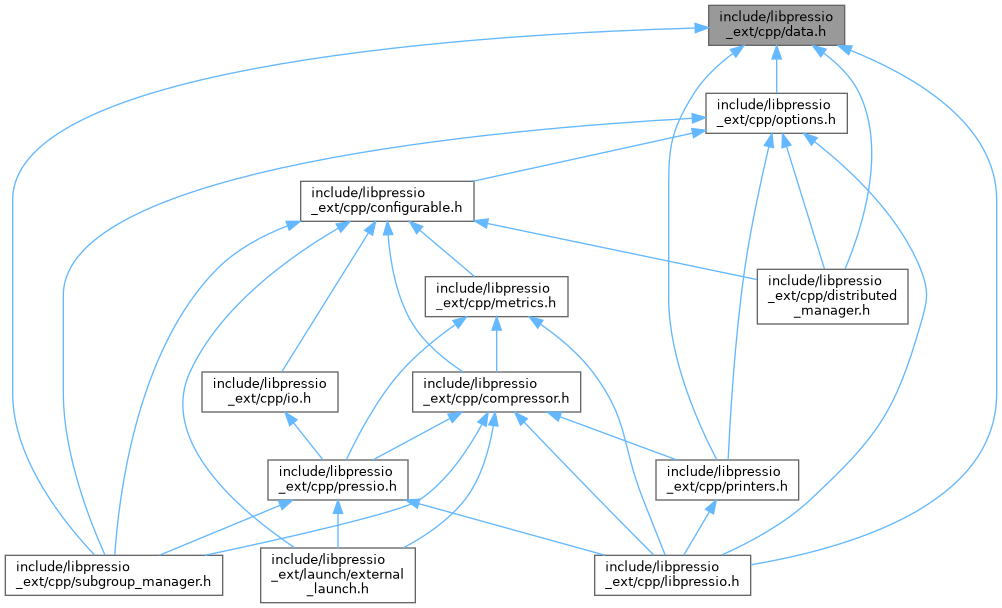 include/libpressio
_ext/cpp/data.h
include/libpressio
_ext/cpp/options.h
include/libpressio
_ext/cpp/configurable.h
include/libpressio
_ext/cpp/metrics.h
include/libpressio
_ext/cpp/distributed
_manager.h
include/libpressio
_ext/cpp/io.h
include/libpressio
_ext/cpp/compressor.h
include/libpressio
_ext/cpp/pressio.h
include/libpressio
_ext/cpp/printers.h
include/libpressio
_ext/cpp/subgroup_manager.h
include/libpressio
_ext/launch/external
_launch.h
include/libpressio
_ext/cpp/libpressio.h